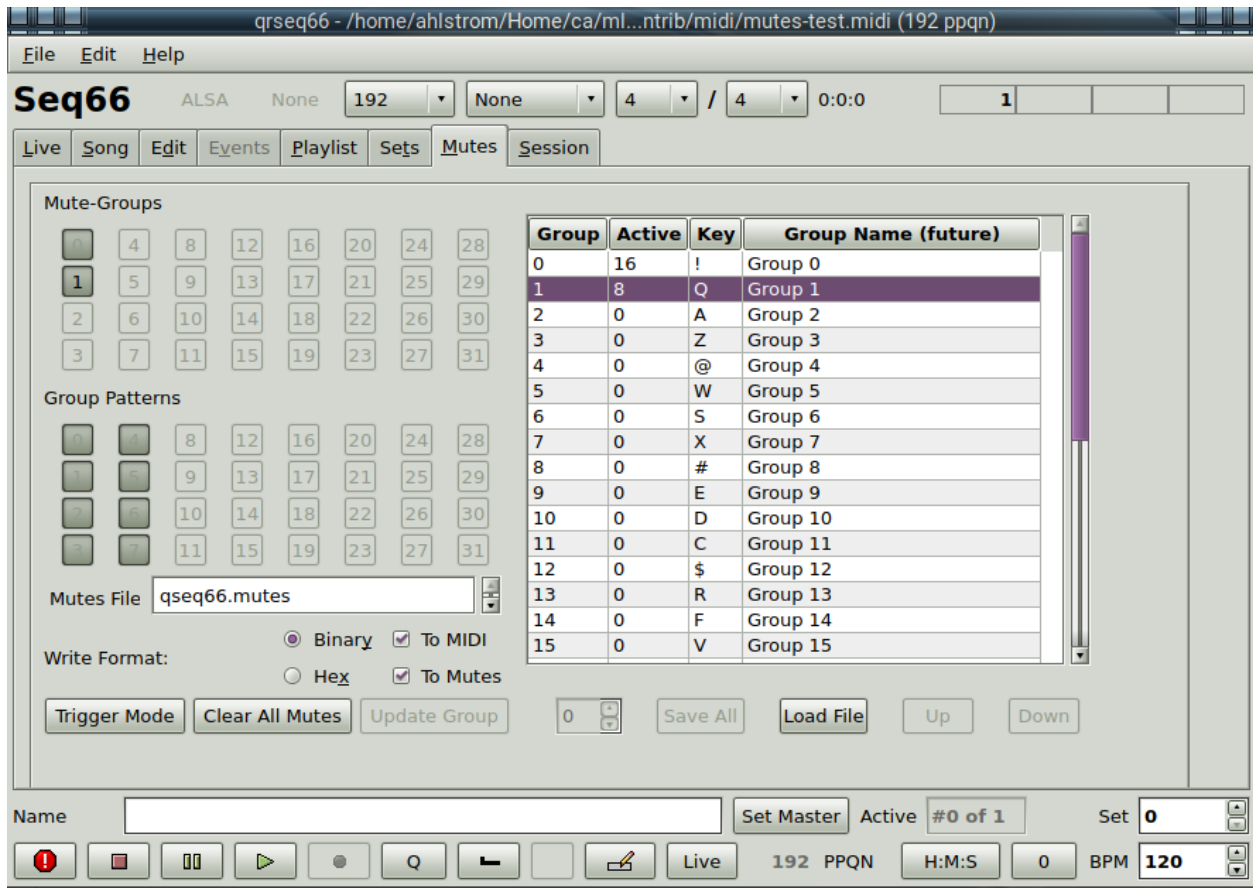 qrseq66 - /home/ahlstrom/Home/ca/ml...ntrib/midi/mutes-test.midi (192 ppqn)
File Edit Help
Seq66 ALSA None 192 None 4 / 4 0:0:0 1
Live Song Edit Events Playlist Sets Mutes Session
Mute-Groups
0 4 8 12 16 20 24 28
1 5 9 13 17 21 25 29
2 6 10 14 18 22 26 30
3 7 11 15 19 23 27 31
Group Patterns
0 4 8 12 16 20 24 28
1 5 9 13 17 21 25 29
2 6 10 14 18 22 26 30
3 7 11 15 19 23 27 31
Mutes File qseq66.mutes
Write Format:
Binary To MIDI
Hex To Mutes
Group Active Key Group Name (future)
0 16 ! Group 0
1 8 Q Group 1
2 0 A Group 2
3 0 Z Group 3
4 0 @ Group 4
5 0 W Group 5
6 0 S Group 6
7 0 X Group 7
8 0 # Group 8
9 0 E Group 9
10 0 D Group 10
11 0 C Group 11
12 0 $ Group 12
13 0 R Group 13
14 0 F Group 14
15 0 V Group 15
Trigger Mode Clear All Mutes Update Group 0 Save All Load File Up Down
Name Set Master Active #0 of 1 Set 0
Q Live 192 PPQN H:M:S 0 BPM 120